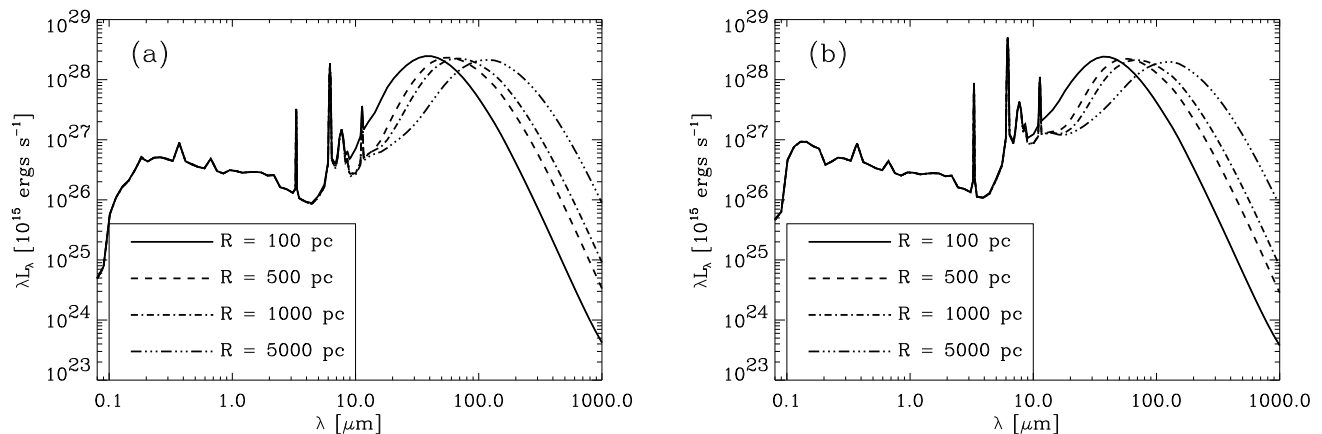 (a)
10^29
10^28
10^27
10^26
10^25
10^24
10^23
λL_λ [10^15 ergs s^-1]
R = 100 pc
R = 500 pc
R = 1000 pc
R = 5000 pc
0.1 1.0 10.0 100.0 1000.0
λ [μm]
(b)
10^29
10^28
10^27
10^26
10^25
10^24
10^23
λL_λ [10^15 ergs s^-1]
R = 100 pc
R = 500 pc
R = 1000 pc
R = 5000 pc
0.1 1.0 10.0 100.0 1000.0
λ [μm]